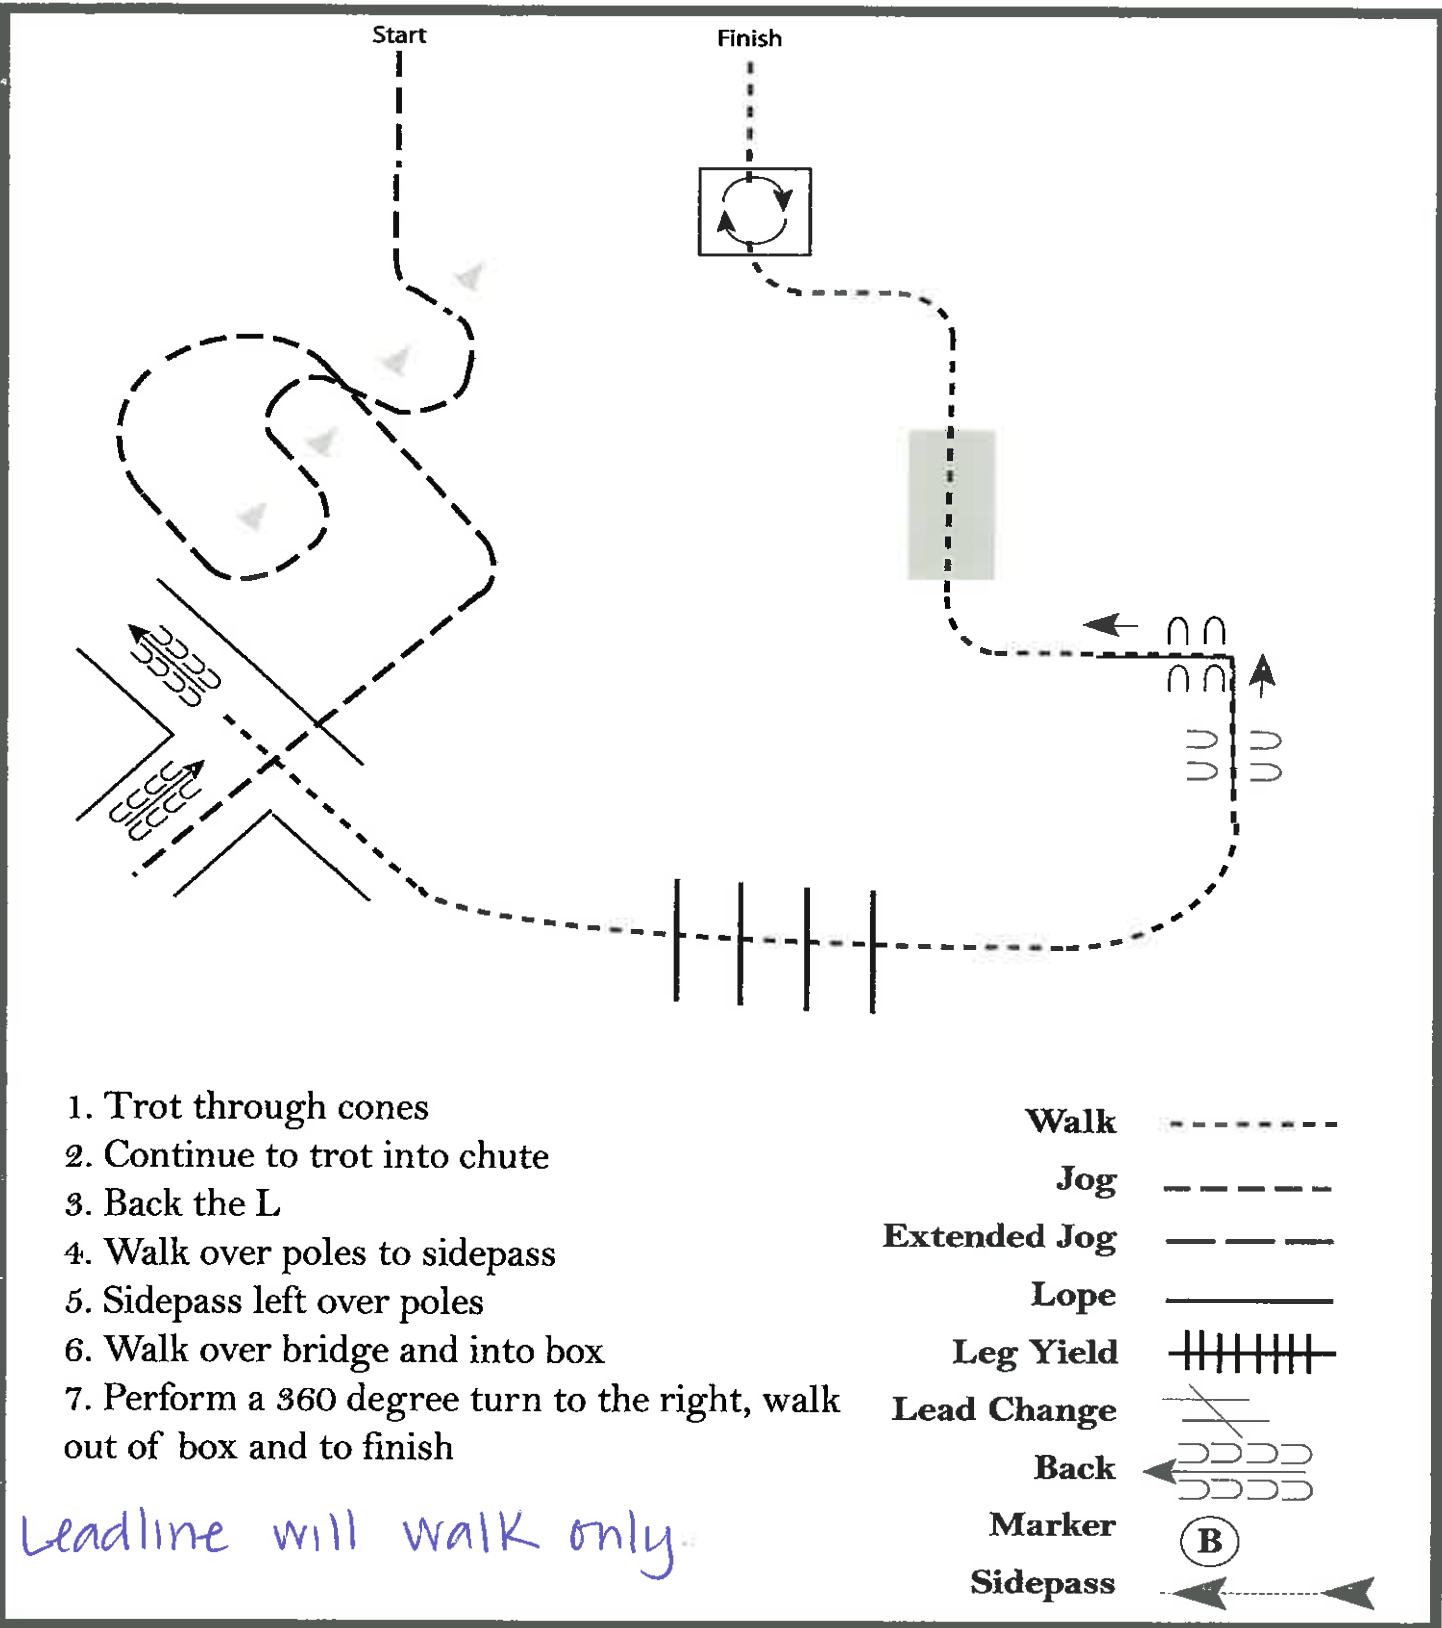 Start
Finish
1. Trot through cones
2. Continue to trot into chute
3. Back the L
4. Walk over poles to sidepass
5. Sidepass left over poles
6. Walk over bridge and into box
7. Perform a 360 degree turn to the right, walk
out of box and to finish
Leadline will walk only.
Walk
Jog
Extended Jog
Lope
Leg Yield
Lead Change
Back
Marker
B
Sidepass